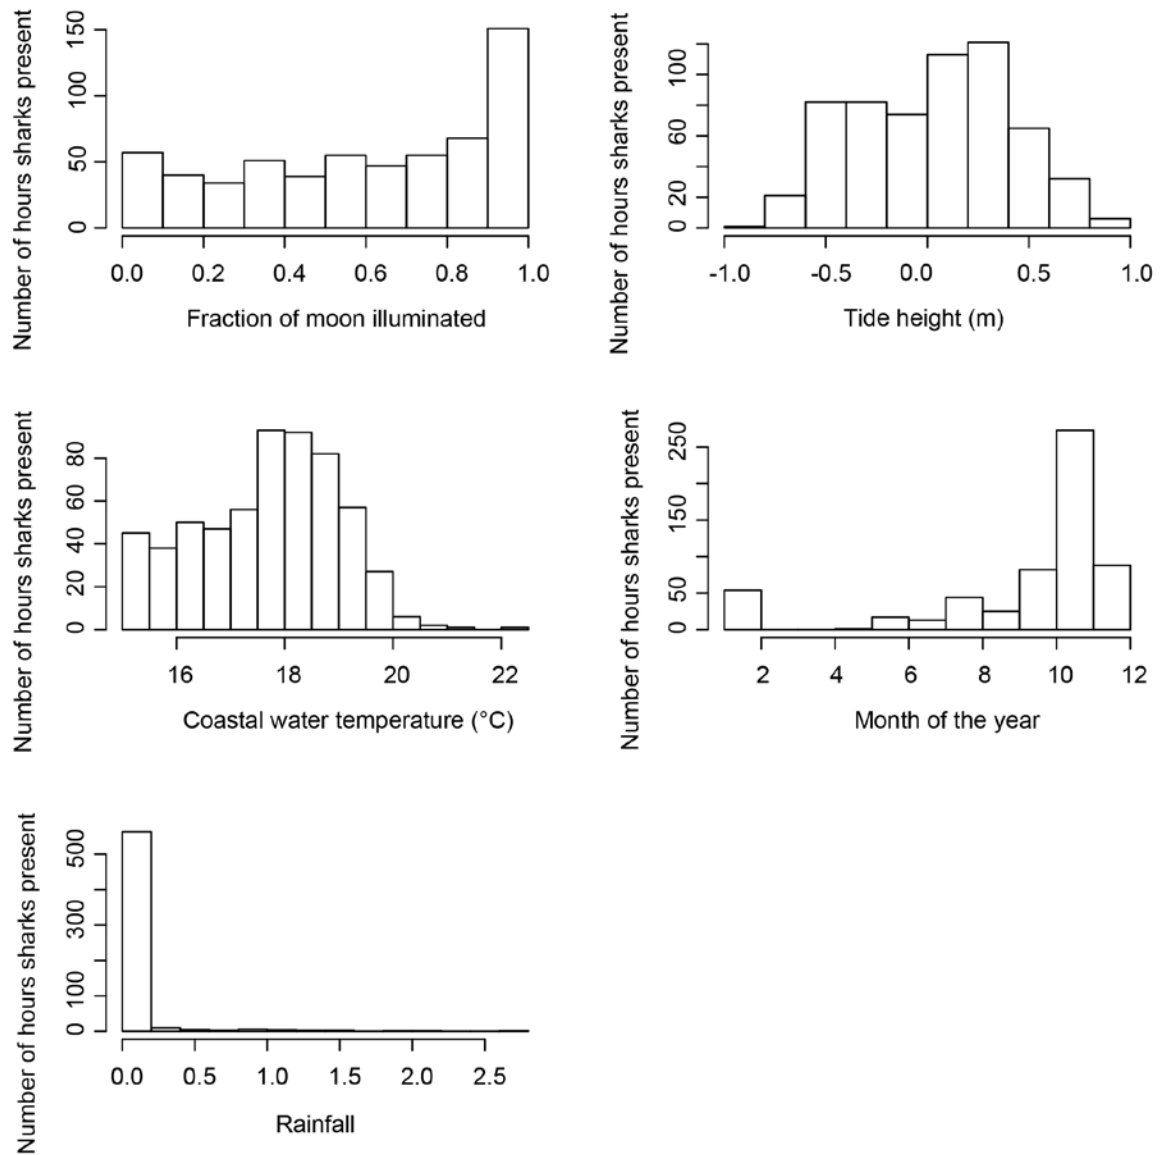 Number of hours sharks present
0 50 100 150
0.0 0.2 0.4 0.6 0.8 1.0
Fraction of moon illuminated
Number of hours sharks present
0 20 60 100
-1.0 -0.5 0.0 0.5 1.0
Tide height (m)
Number of hours sharks present
0 20 40 60 80
16 18 20 22
Coastal water temperature (°C)
Number of hours sharks present
0 50 150 250
2 4 6 8 10 12
Month of the year
Number of hours sharks present
0 100 300 500
0.0 0.5 1.0 1.5 2.0 2.5
Rainfall